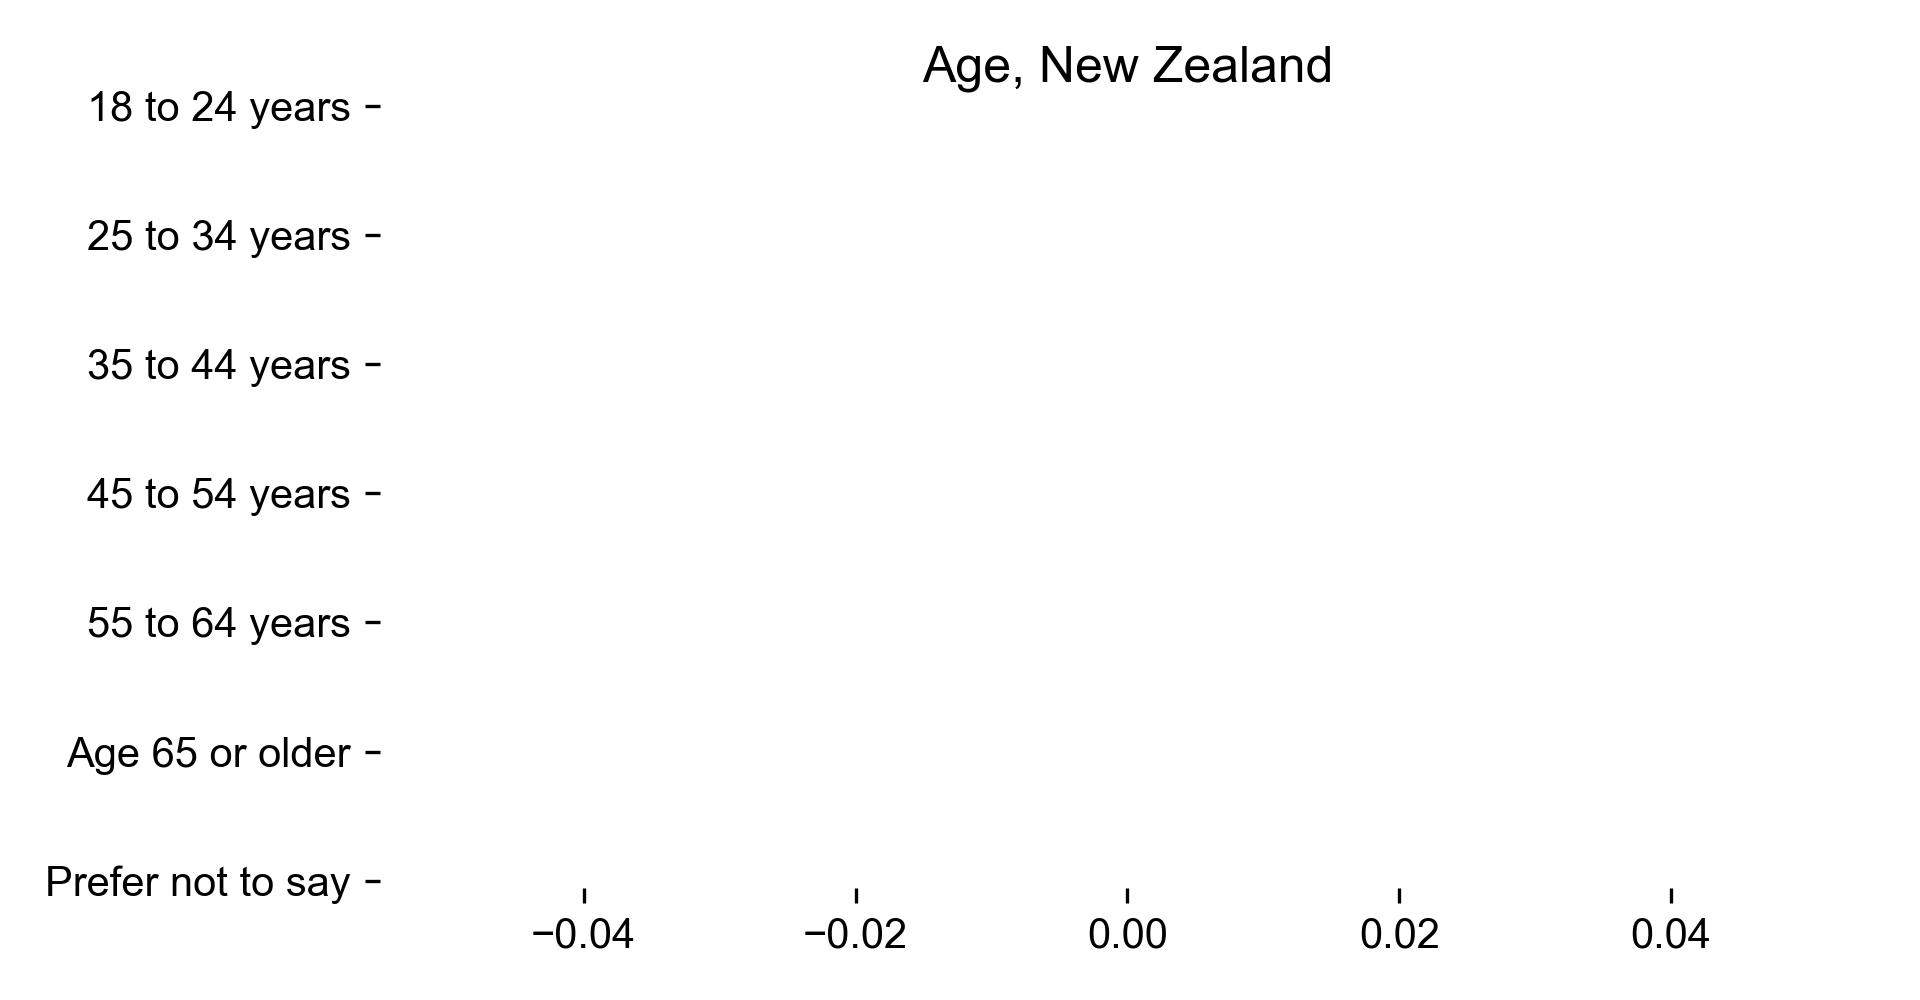 Age, New Zealand
18 to 24 years
25 to 34 years
35 to 44 years
45 to 54 years
55 to 64 years
Age 65 or older
Prefer not to say
−0.04 −0.02 0.00 0.02 0.04